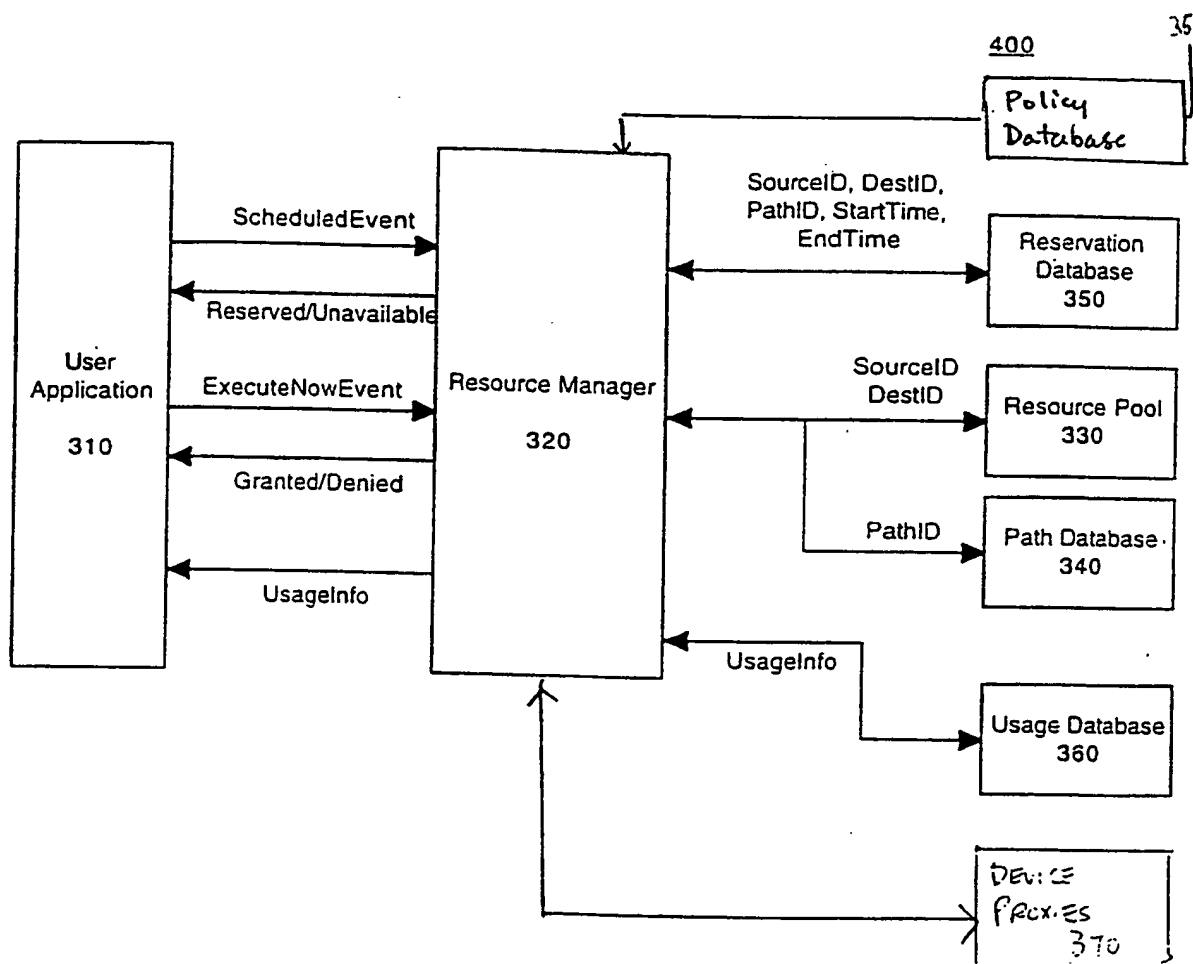 400
35
Policy
Database
SourceID, DestID,
PathID, StartTime,
EndTime
Reservation
Database
350
ScheduledEvent
Reserved/Unavailable
User
Application
310
ExecuteNowEvent
Granted/Denied
UsageInfo
Resource Manager
320
SourceID
DestID
Resource Pool
330
PathID
Path Database
340
UsageInfo
Usage Database
360
DEVICE
PROXIES
370